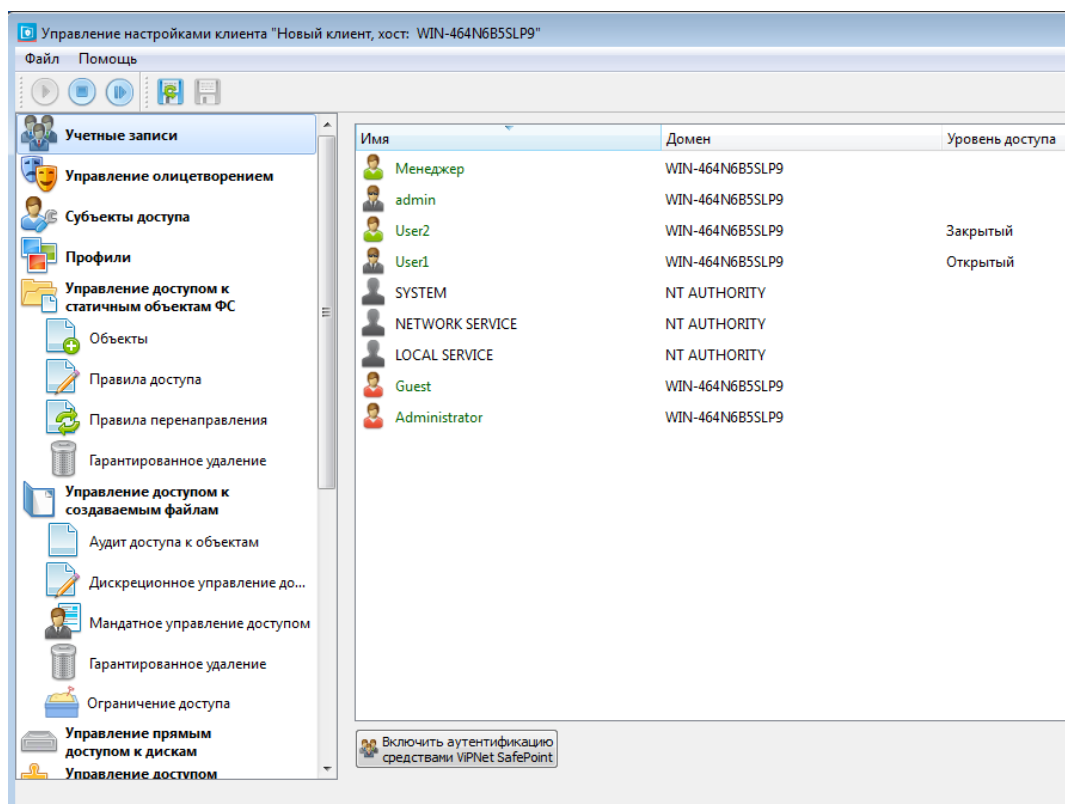 Управление настройками клиента "Новый клиент, хост: WIN-464N6B5SLP9"
Файл Помощь
Учетные записи
Управление олицетворением
Субъекты доступа
Профили
Управление доступом к
статичным объектам ФС
Объекты
Правила доступа
Правила перенаправления
Гарантированное удаление
Управление доступом к
создаваемым файлам
Аудит доступа к объектам
Дискреционное управление до...
Мандатное управление доступом
Гарантированное удаление
Ограничение доступа
Управление прямым
доступом к дискам
Управление доступом
Имя Домен Уровень доступа
Менеджер WIN-464N6B5SLP9
admin WIN-464N6B5SLP9
User2 WIN-464N6B5SLP9 Закрытый
User1 WIN-464N6B5SLP9 Открытый
SYSTEM NT AUTHORITY
NETWORK SERVICE NT AUTHORITY
LOCAL SERVICE NT AUTHORITY
Guest WIN-464N6B5SLP9
Administrator WIN-464N6B5SLP9
Включить аутентификацию
средствами ViPNet SafePoint